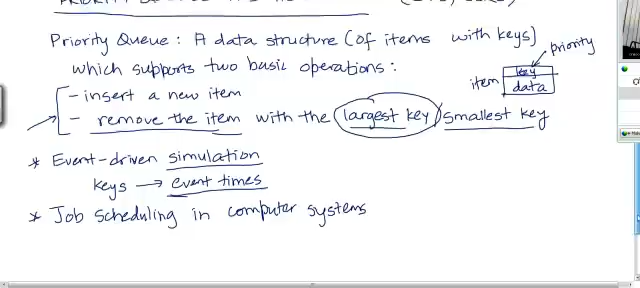 Priority Queue : A data structure (of items with keys)
which supports two basic operations :
- insert a new item
- remove the item with the largest key / smallest key
priority
item
key
data
* Event-driven simulation
keys → event times
* Job scheduling in computer systems